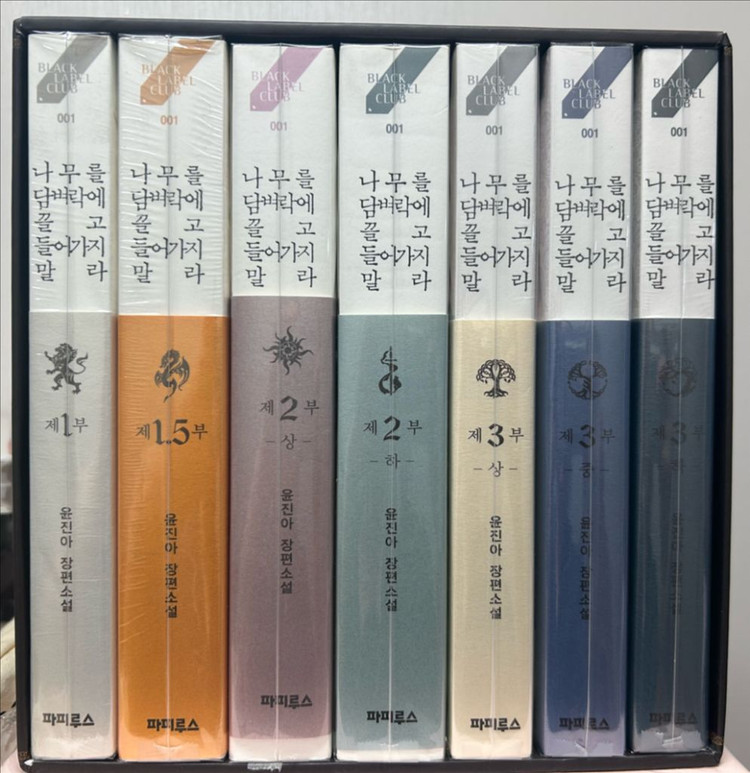 BLACK
LABEL
CLUB
001
나무를
담벼락에
끌고
들어가지
말라
제1부
윤진아 장편소설
파피루스
BLACK
LABEL
CLUB
001
나무를
담벼락에
끌고
들어가지
말라
제1.5부
윤진아 장편소설
파피루스
BLACK
LABEL
CLUB
001
나무를
담벼락에
끌고
들어가지
말라
제2부
-상-
윤진아 장편소설
파피루스
BLACK
LABEL
CLUB
001
나무를
담벼락에
끌고
들어가지
말라
제2부
-하-
윤진아 장편소설
파피루스
BLACK
LABEL
CLUB
001
나무를
담벼락에
끌고
들어가지
말라
제3부
-상-
윤진아 장편소설
파피루스
BLACK
LABEL
CLUB
001
나무를
담벼락에
끌고
들어가지
말라
제3부
-중-
윤진아 장편소설
파피루스
BLACK
LABEL
CLUB
001
나무를
담벼락에
끌고
들어가지
말라
제3부
-하-
윤진아 장편소설
파피루스